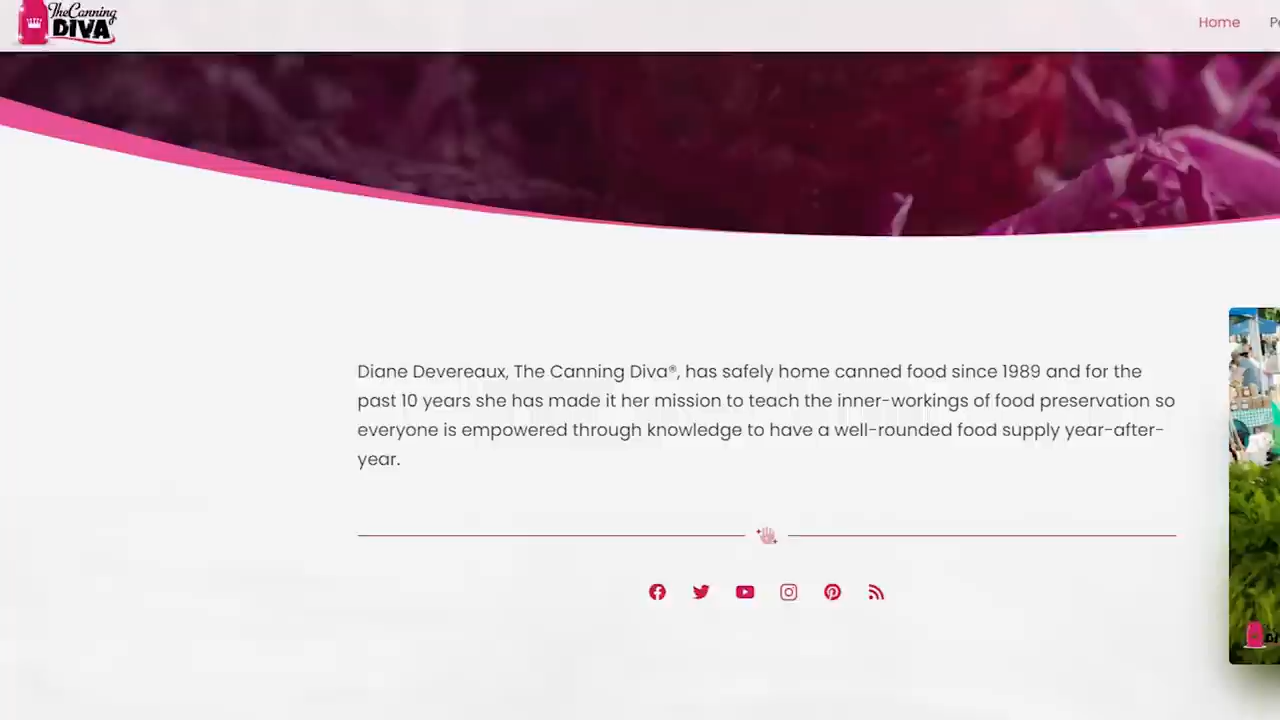 The Canning
DIVA
Home
Diane Devereaux, The Canning Diva®, has safely home canned food since 1989 and for the
past 10 years she has made it her mission to teach the inner-workings of food preservation so
everyone is empowered through knowledge to have a well-rounded food supply year-after-
year.